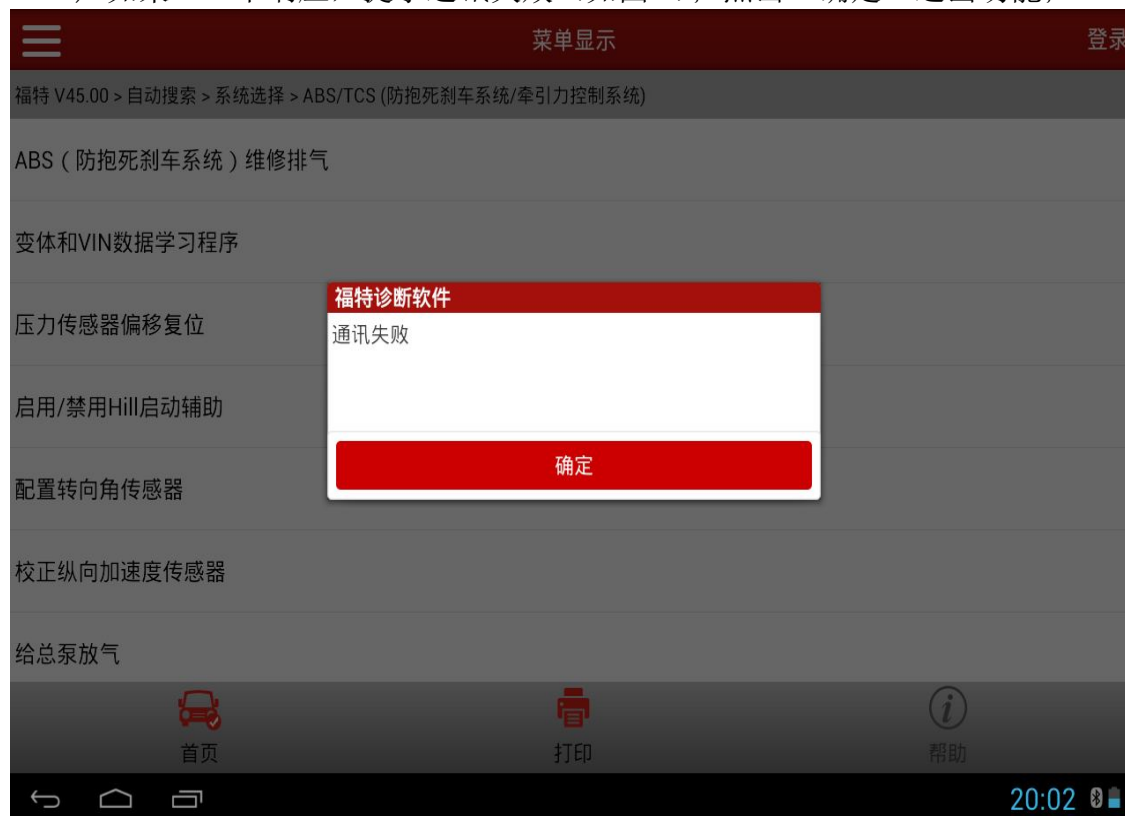 菜单显示
登录
福特 V45.00 > 自动搜索 > 系统选择 > ABS/TCS (防抱死刹车系统/牵引力控制系统)
ABS（防抱死刹车系统）维修排气
变体和VIN数据学习程序
福特诊断软件
压力传感器偏移复位
通讯失败
启用/禁用Hill启动辅助
确定
配置转向角传感器
校正纵向加速度传感器
给总泵放气
首页
打印
帮助
20:02